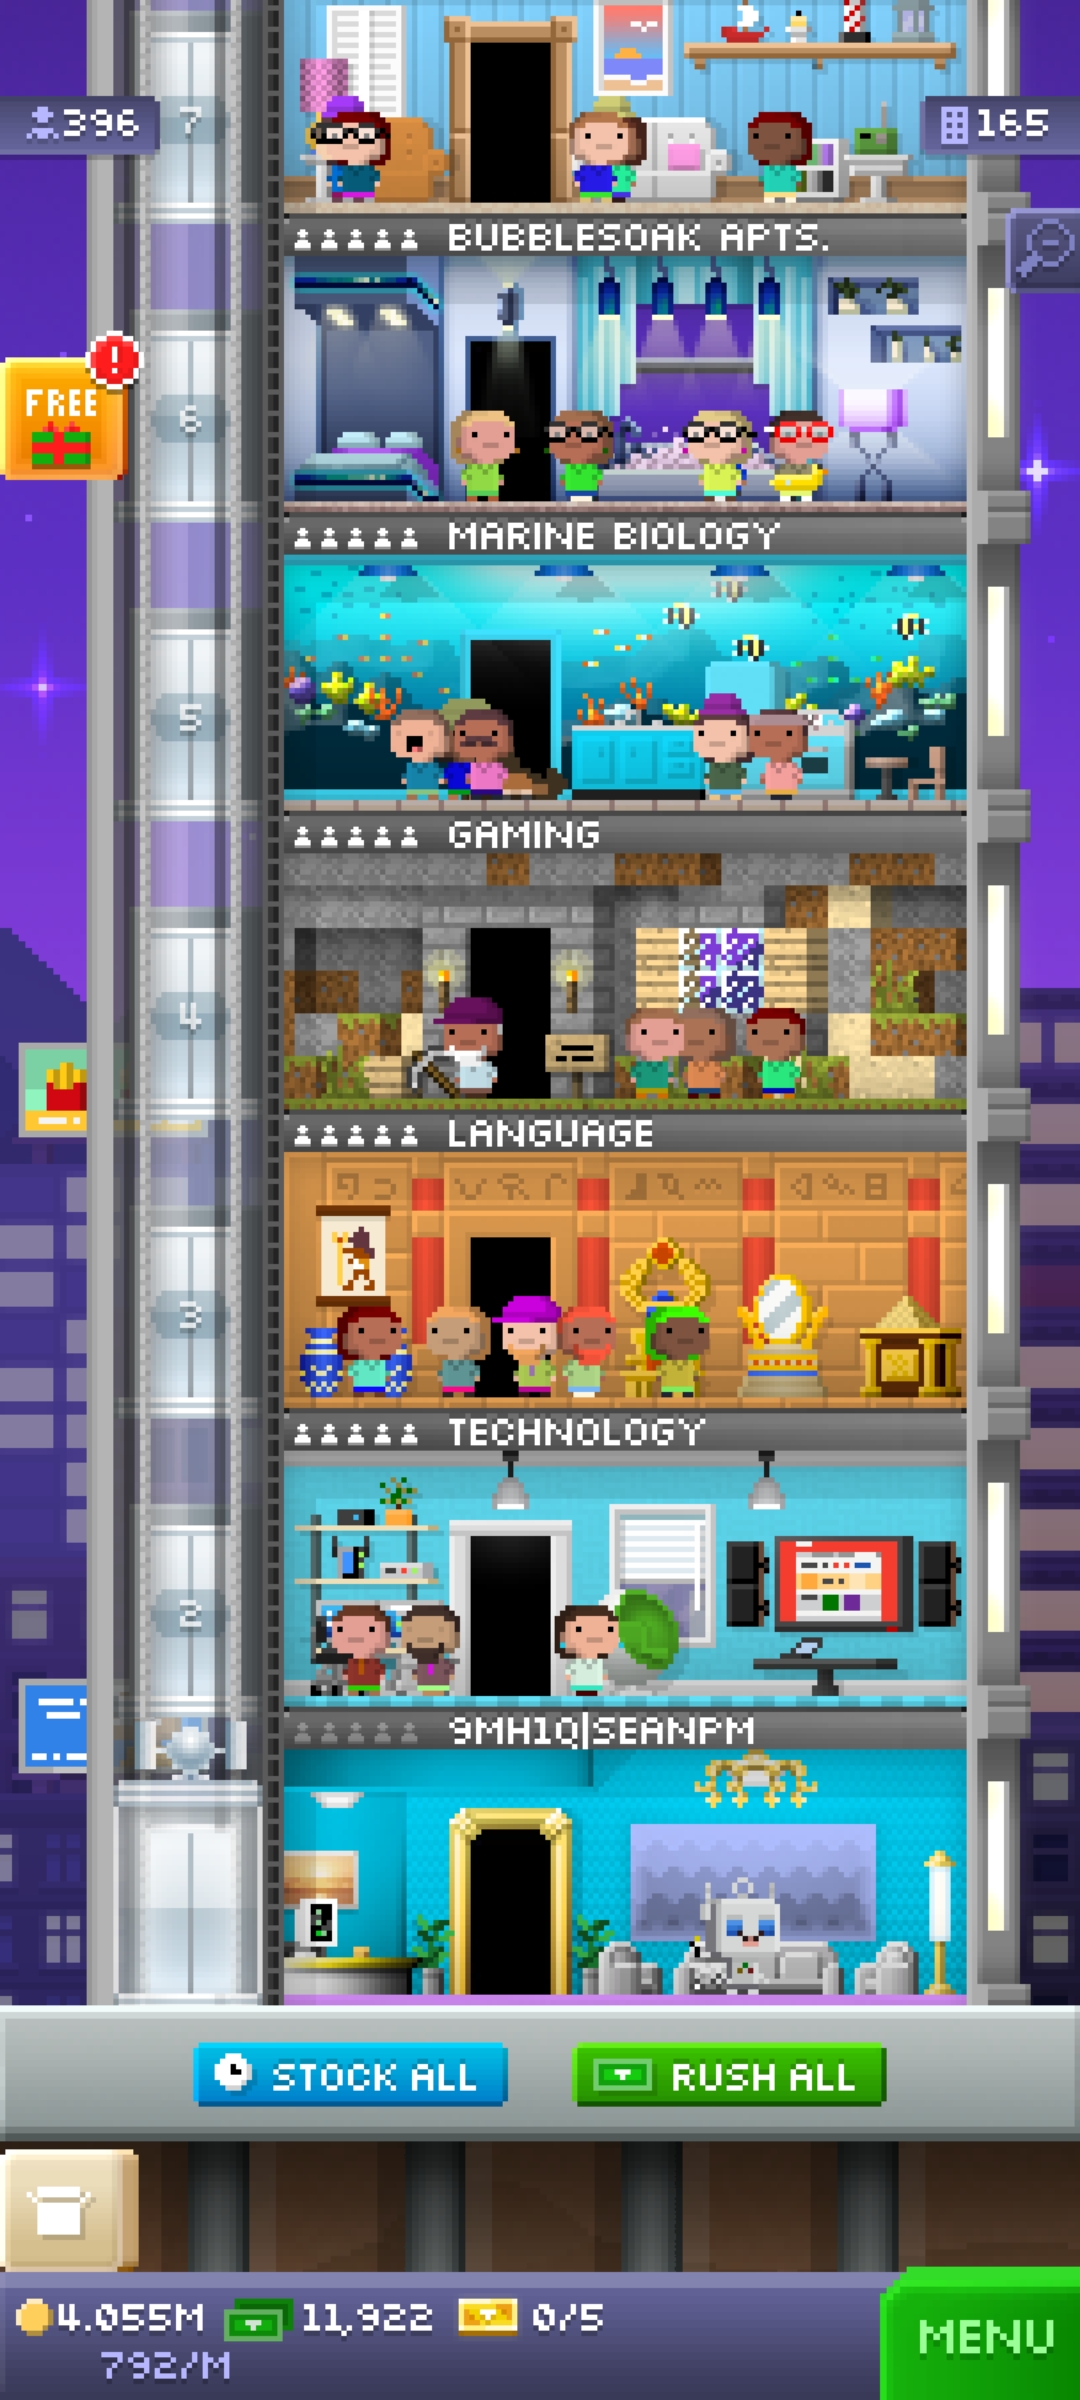 7
396
165
BUBBLESOAK APTS.
FREE
!
6
MARINE BIOLOGY
5
GAMING
4
LANGUAGE
3
TECHNOLOGY
2
9MH1Q|SEANPM
STOCK ALL
RUSH ALL
4.055M
11,922
0/5
792/M
MENU